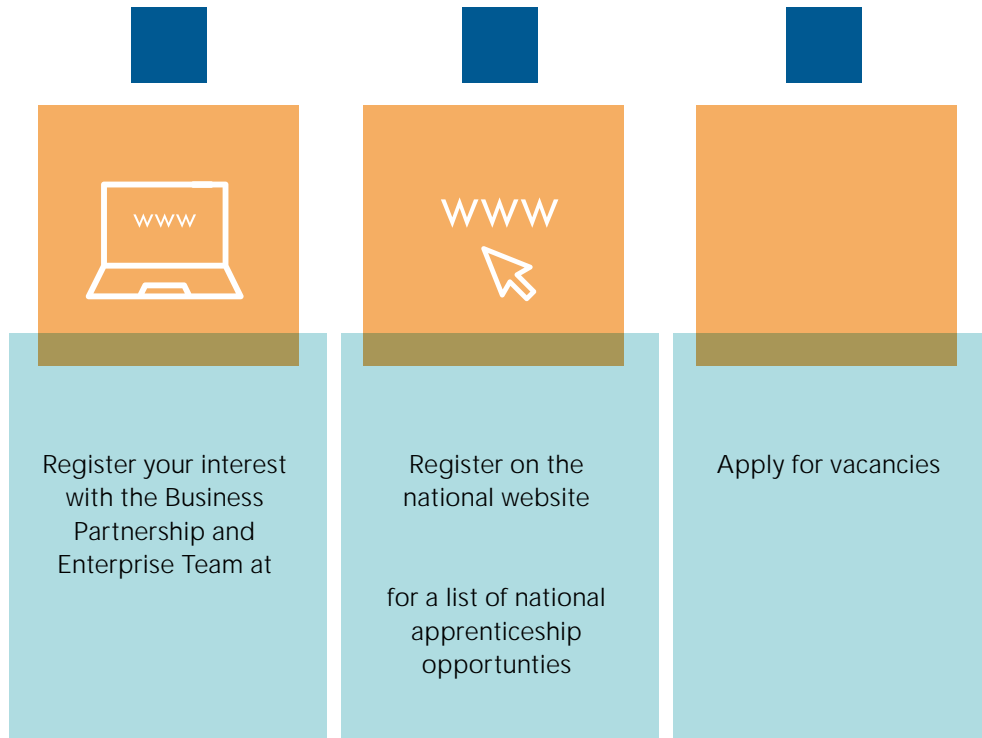 WWW
Register your interest
with the Business
Partnership and
Enterprise Team at
WWW
Register on the
national website
for a list of national
apprenticeship
opportunties
Apply for vacancies